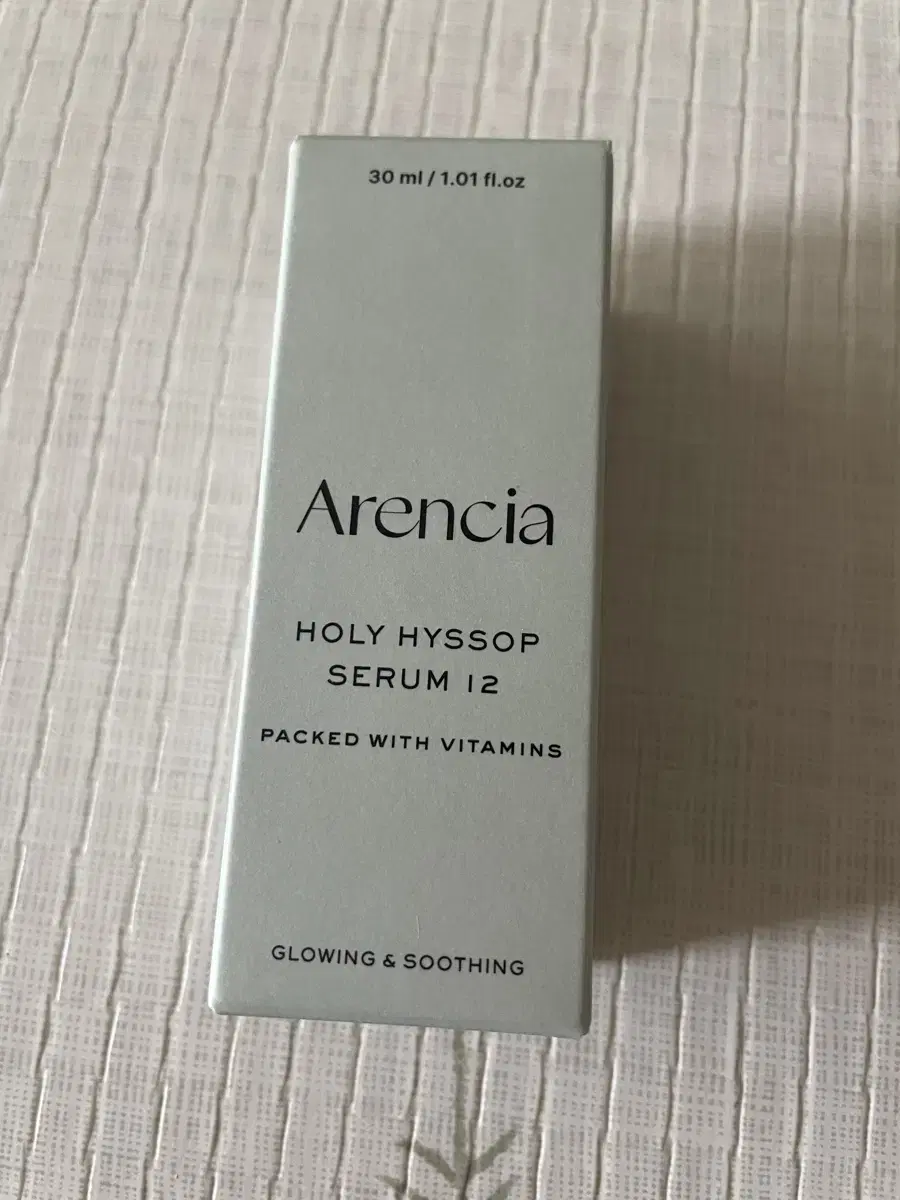 30 ml / 1.01 fl.oz
Arencia
HOLY HYSSOP
SERUM 12
PACKED WITH VITAMINS
GLOWING & SOOTHING